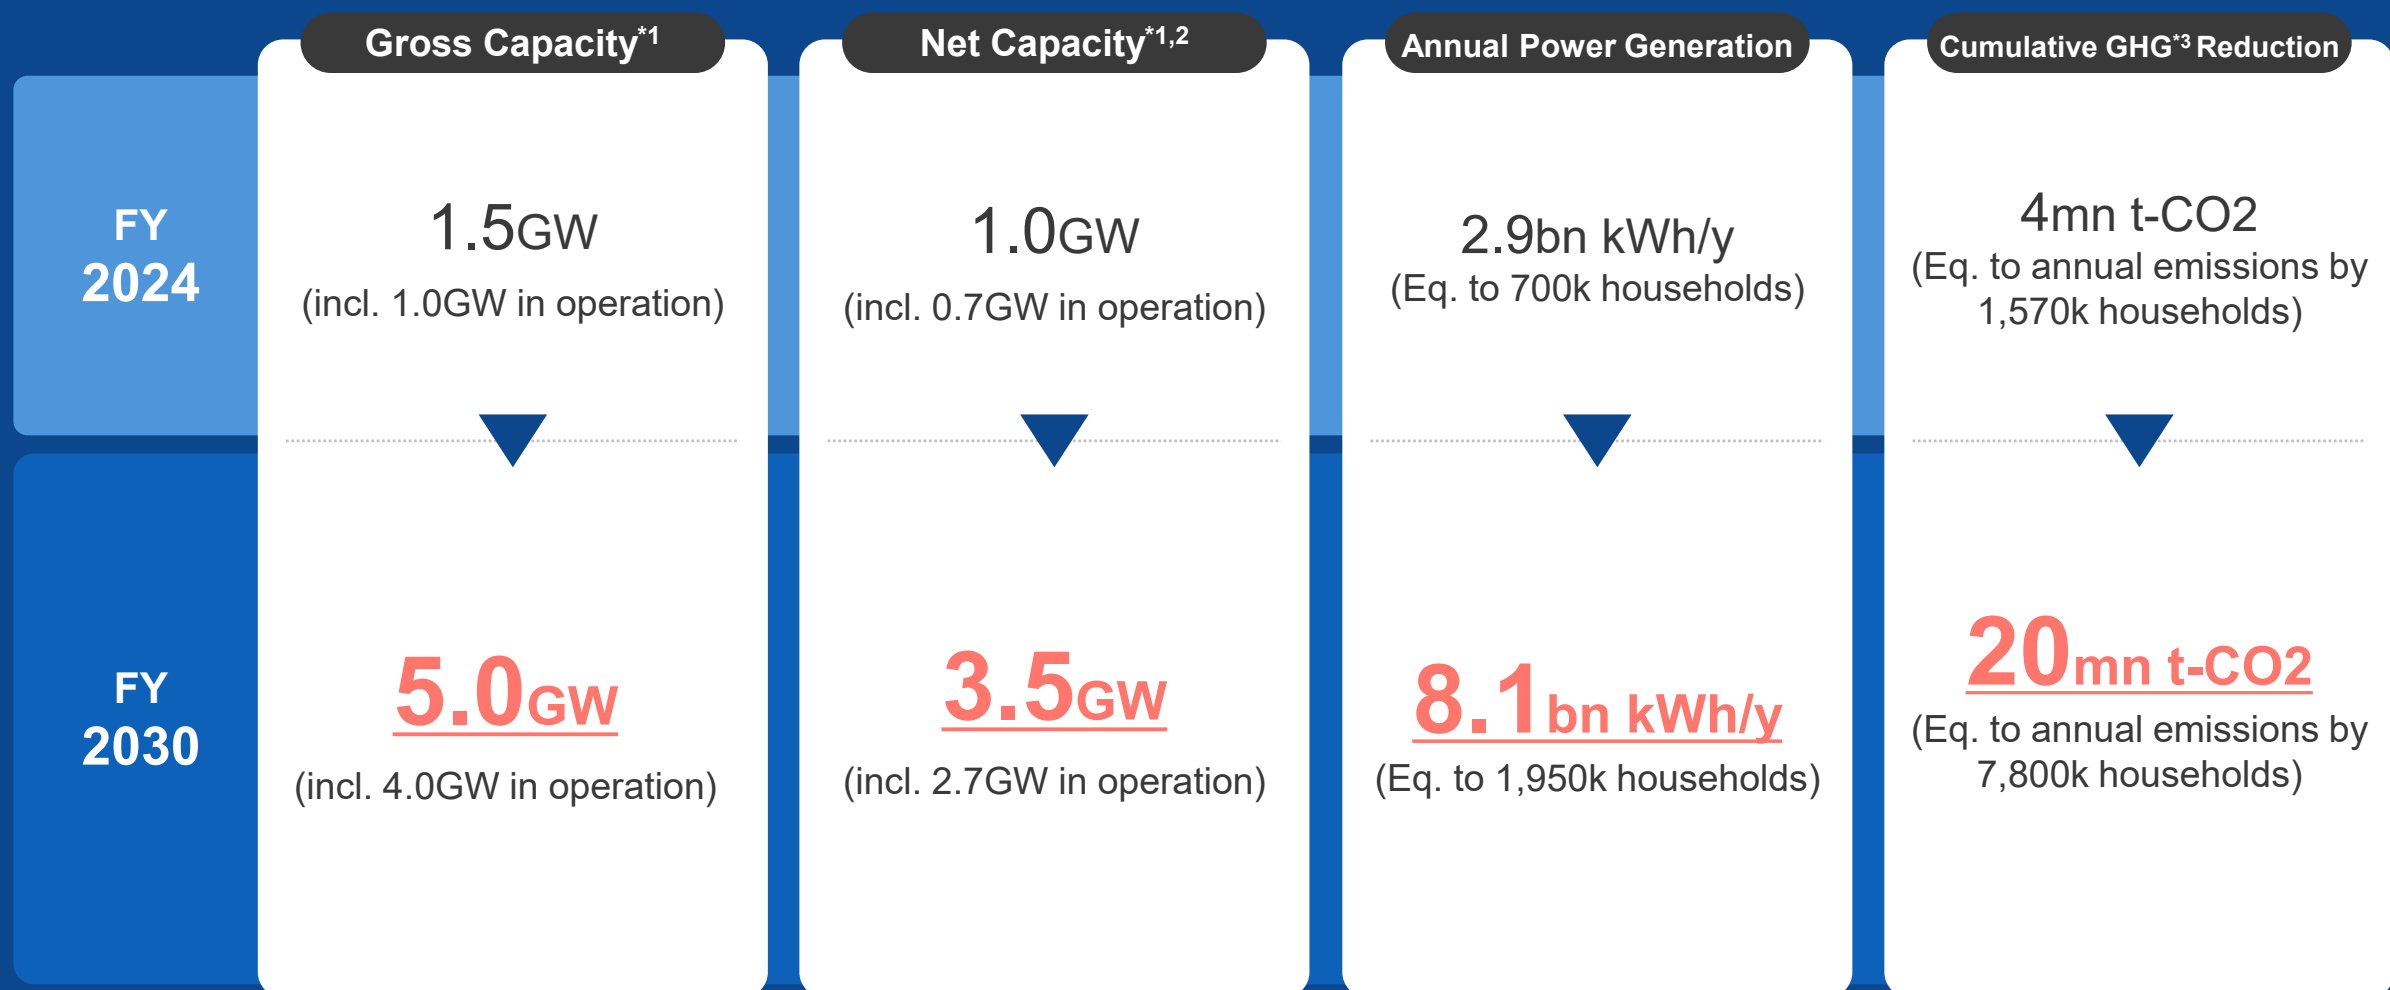 Gross Capacity*1
Net Capacity*1,2
Annual Power Generation
Cumulative GHG*3 Reduction
FY
2024
1.5GW
(incl. 1.0GW in operation)
1.0GW
(incl. 0.7GW in operation)
2.9bn kWh/y
(Eq. to 700k households)
4mn t-CO2
(Eq. to annual emissions by
1,570k households)
FY
2030
5.0GW
(incl. 4.0GW in operation)
3.5GW
(incl. 2.7GW in operation)
8.1bn kWh/y
(Eq. to 1,950k households)
20mn t-CO2
(Eq. to annual emissions by
7,800k households)